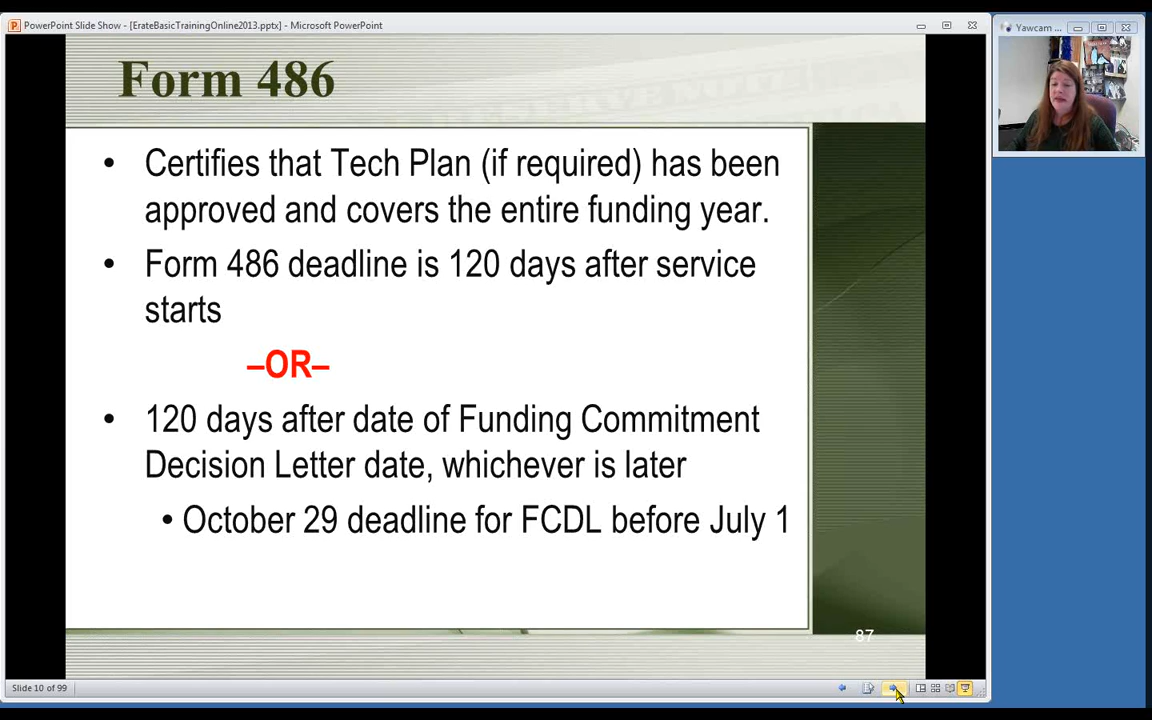 PowerPoint Slide Show - [ErateBasicTrainingOnline2013.pptx] - Microsoft PowerPoint
Yawcam ...
Form 486
• Certifies that Tech Plan (if required) has been
approved and covers the entire funding year.
• Form 486 deadline is 120 days after service
starts
–OR–
• 120 days after date of Funding Commitment
Decision Letter date, whichever is later
• October 29 deadline for FCDL before July 1
87
Slide 10 of 99